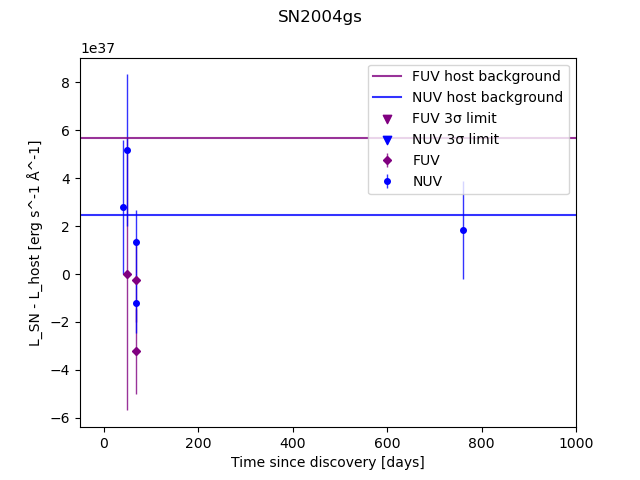 SN2004gs
1e37
8
6
4
2
0
−2
−4
−6
L_SN - L_host [erg s^-1 Å^-1]
FUV host background
NUV host background
FUV 3σ limit
NUV 3σ limit
FUV
NUV
0 200 400 600 800 1000
Time since discovery [days]